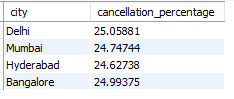 city cancellation_percentage
Delhi 25.05881
Mumbai 24.74744
Hyderabad 24.62738
Bangalore 24.99375